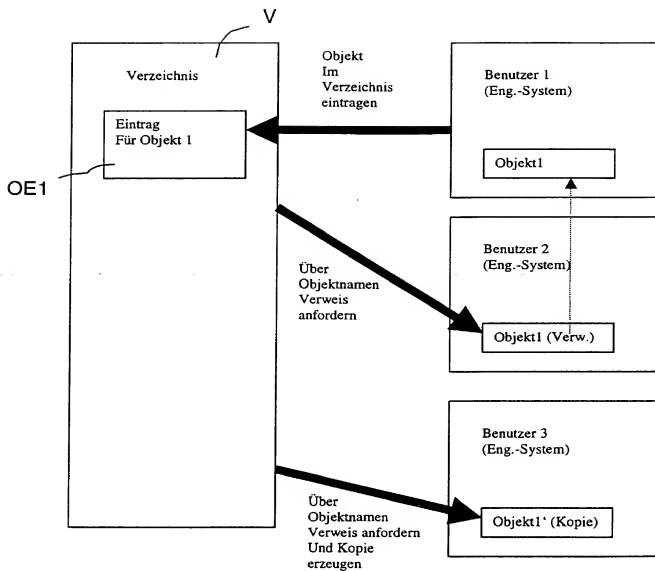 V
Verzeichnis
Eintrag
Für Objekt 1
OE1
Objekt
Im
Verzeichnis
eintragen
Benutzer 1
(Eng.-System)
Objekt1
Über
Objektnamen
Verweis
anfordern
Benutzer 2
(Eng.-System)
Objekt1 (Verw.)
Über
Objektnamen
Verweis anfordern
Und Kopie
erzeugen
Benutzer 3
(Eng.-System)
Objekt1‘ (Kopie)